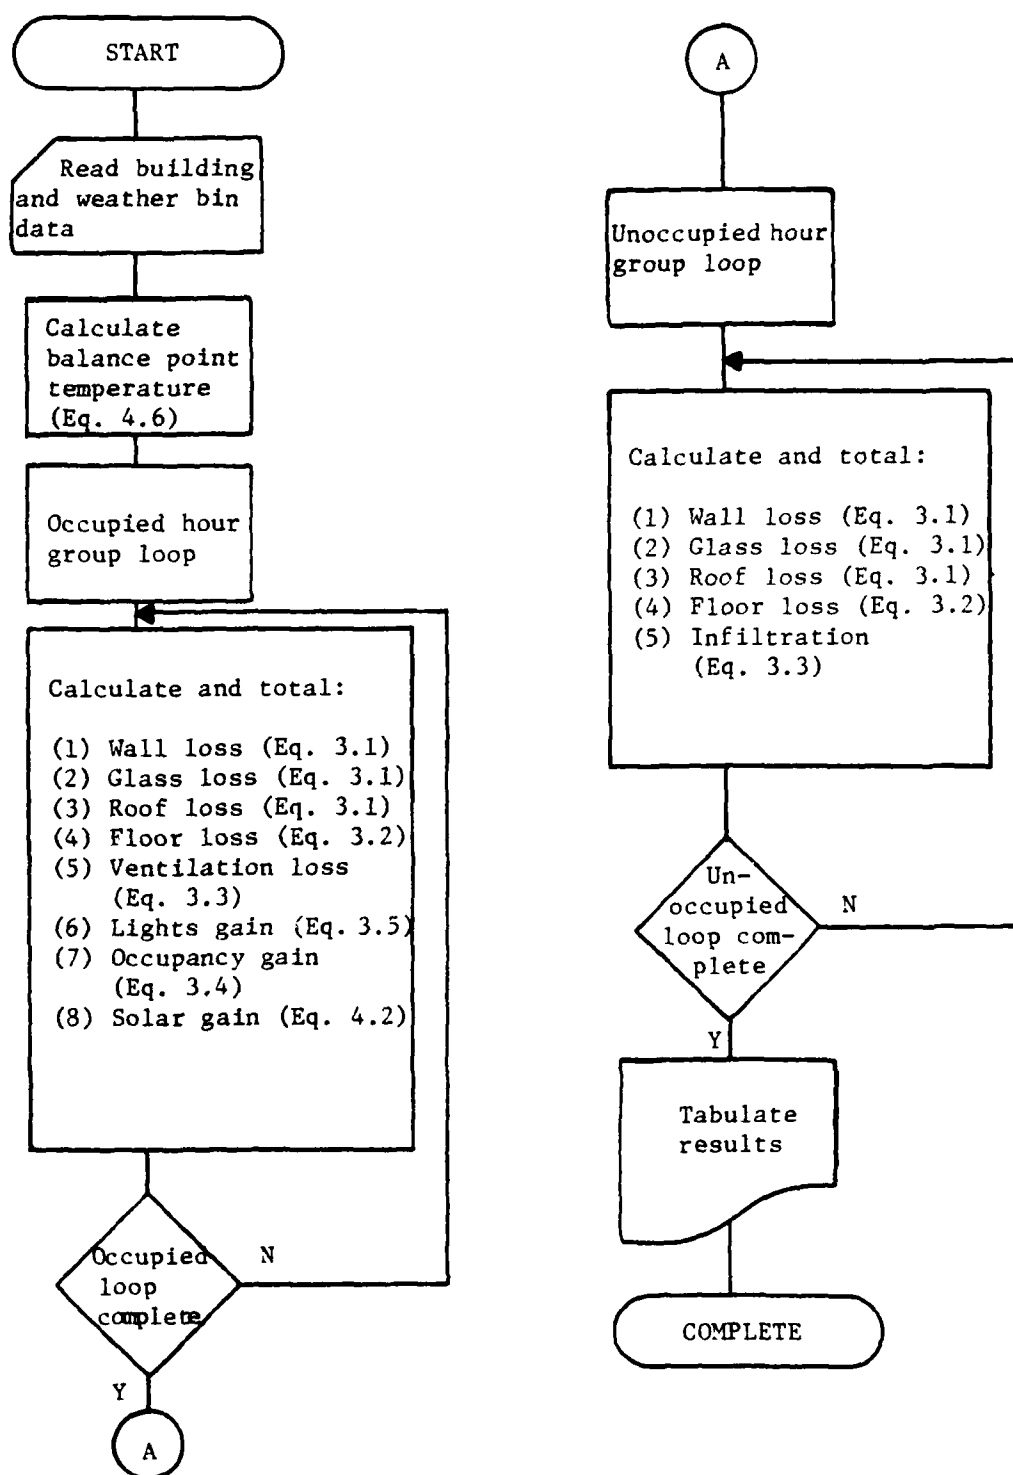 START
Read building
and weather bin
data
Calculate
balance point
temperature
(Eq. 4.6)
Occupied hour
group loop
Calculate and total:
(1) Wall loss (Eq. 3.1)
(2) Glass loss (Eq. 3.1)
(3) Roof loss (Eq. 3.1)
(4) Floor loss (Eq. 3.2)
(5) Ventilation loss
(Eq. 3.3)
(6) Lights gain (Eq. 3.5)
(7) Occupancy gain
(Eq. 3.4)
(8) Solar gain (Eq. 4.2)
Occupied
loop
complete
N
Y
A
A
Unoccupied hour
group loop
Calculate and total:
(1) Wall loss (Eq. 3.1)
(2) Glass loss (Eq. 3.1)
(3) Roof loss (Eq. 3.1)
(4) Floor loss (Eq. 3.2)
(5) Infiltration
(Eq. 3.3)
Un-
occupied
loop com-
plete
N
Y
Tabulate
results
COMPLETE